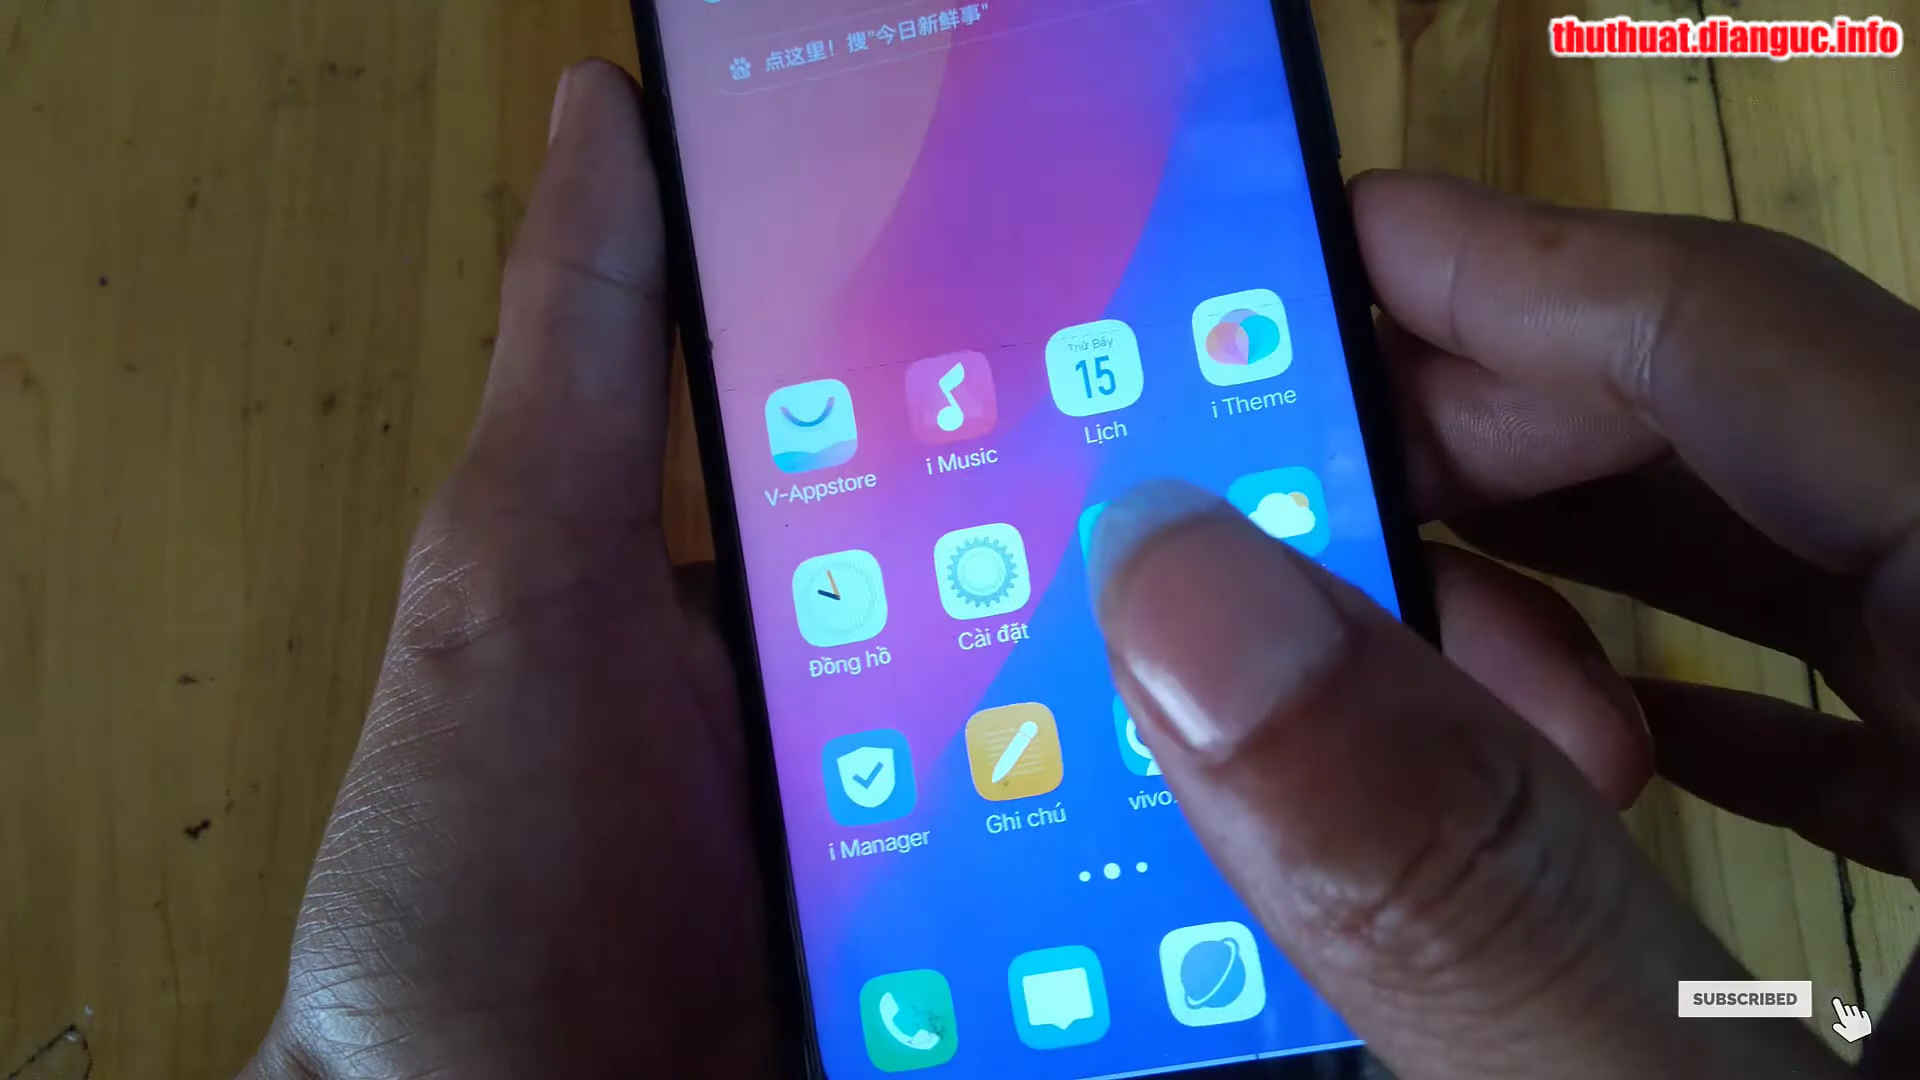 thuthuat.dianguc.info
点这里！搜"今日新鲜事"
Thứ Bảy
15
V-Appstore
i Music
Lịch
i Theme
Đồng hồ
Cài đặt
i Manager
Ghi chú
vivo.
SUBSCRIBED